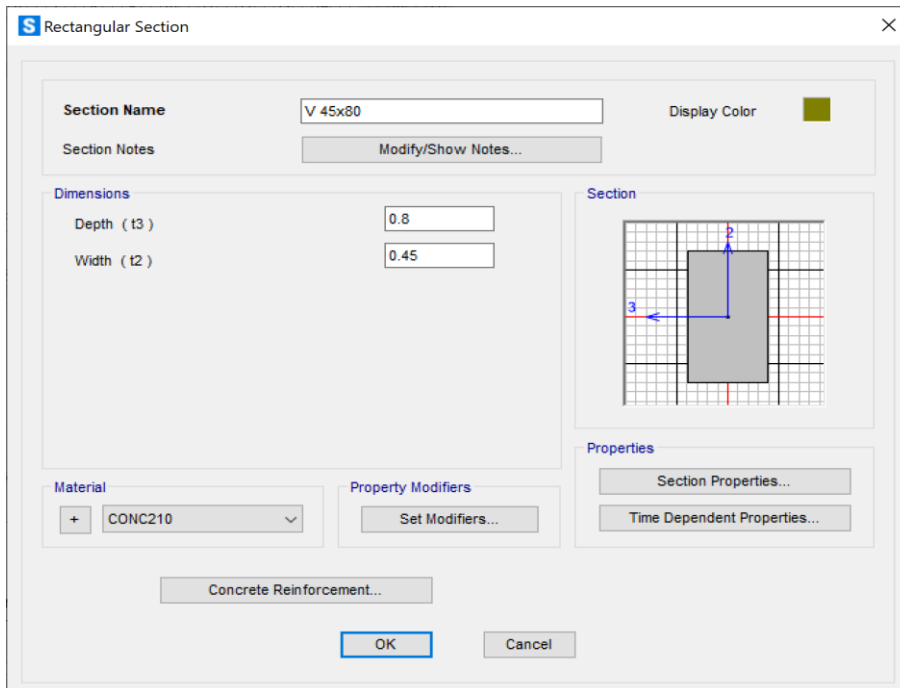 S Rectangular Section
Section Name V 45x80 Display Color
Section Notes Modify/Show Notes...
Dimensions
Depth ( t3 ) 0.8
Width ( t2 ) 0.45
Section
2
3
Properties
Section Properties...
Time Dependent Properties...
Material
+ CONC210
Property Modifiers
Set Modifiers...
Concrete Reinforcement...
OK Cancel